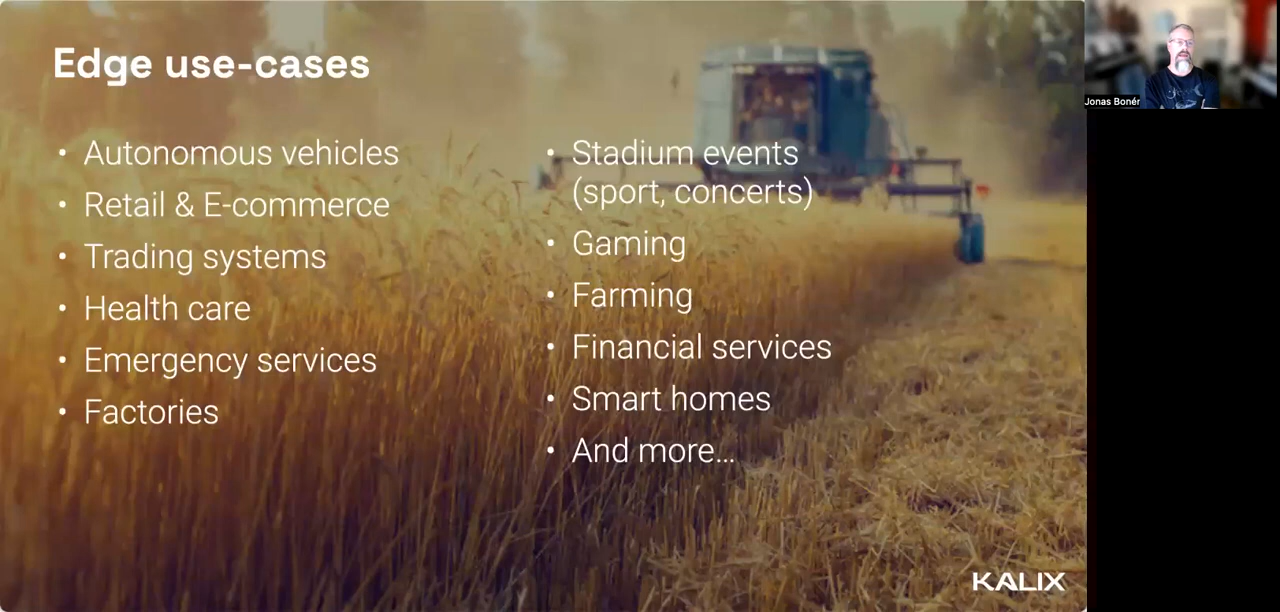 Edge use-cases
• Autonomous vehicles
• Retail & E-commerce
• Trading systems
• Health care
• Emergency services
• Factories
• Stadium events
(sport, concerts)
• Gaming
• Farming
• Financial services
• Smart homes
• And more...
KALIX
Jonas Bonér